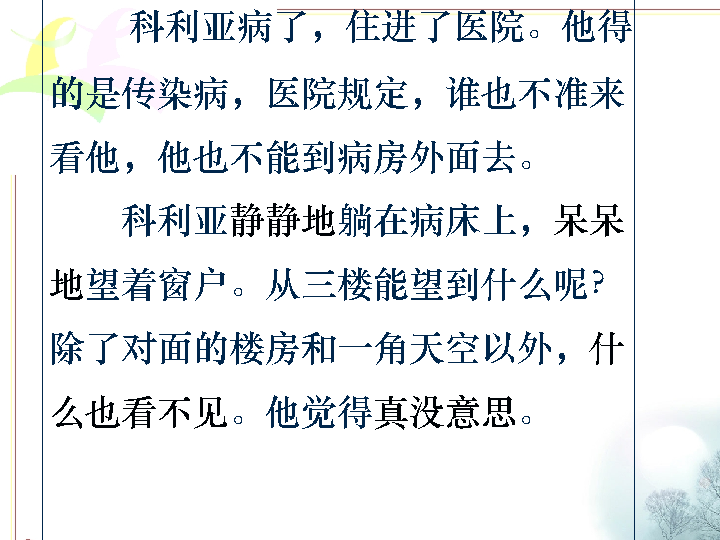 科利亚病了，住进了医院。他得
的是传染病，医院规定，谁也不准来
看他，他也不能到病房外面去。
科利亚静静地躺在病床上，呆呆
地望着窗户。从三楼能望到什么呢？
除了对面的楼房和一角天空以外，什
么也看不见。他觉得真没意思。